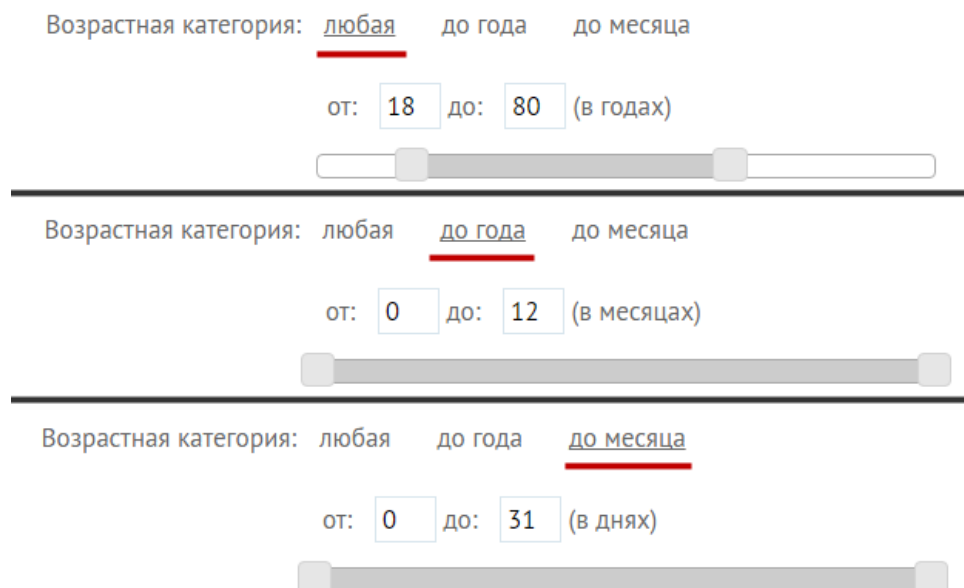 Возрастная категория: любая до года до месяца
от: 18 до: 80 (в годах)
Возрастная категория: любая до года до месяца
от: 0 до: 12 (в месяцах)
Возрастная категория: любая до года до месяца
от: 0 до: 31 (в днях)